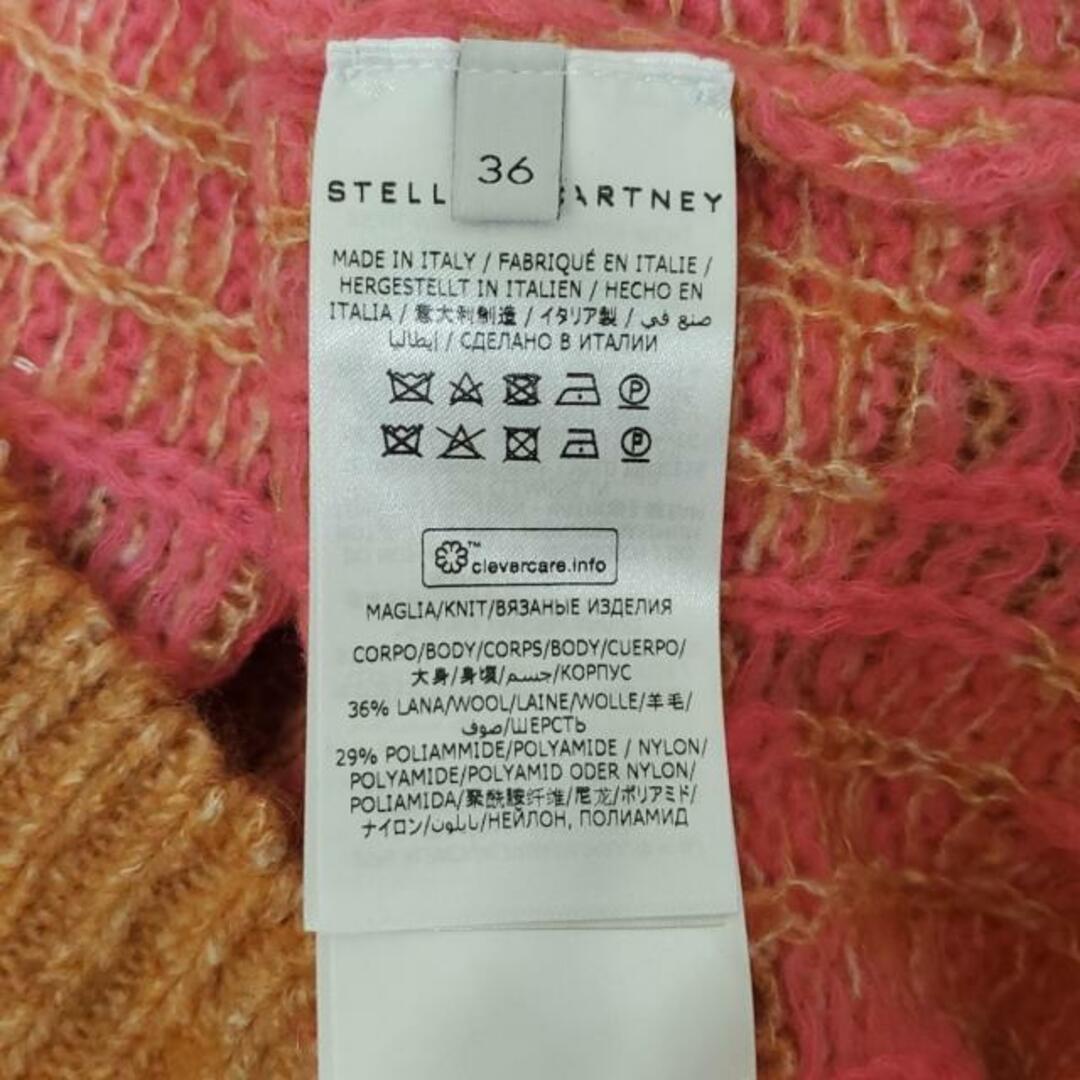 36
STELL ARTNEY
MADE IN ITALY / FABRIQUÉ EN ITALIE /
HERGESTELLT IN ITALIEN / HECHO EN
ITALIA / 意大利制造 / イタリア製 / صنع في
إيطاليا / СДЕЛАНО В ИТАЛИИ
P
P
clevercare.info™
MAGLIA/KNIT/ВЯЗАНЫЕ ИЗДЕЛИЯ
CORPO/BODY/CORPS/BODY/CUERPO/
大身/身頃/جسم/КОРПУС
36% LANA/WOOL/LAINE/WOLLE/羊毛/
صوف/ШЕРСТЬ
29% POLIAMMIDE/POLYAMIDE / NYLON/
POLYAMIDE/POLYAMID ODER NYLON/
POLIAMIDA/聚酰胺纤维/尼龙/ポリアミド/
ナイロン/نايلون/НЕЙЛОН, ПОЛИАМИД